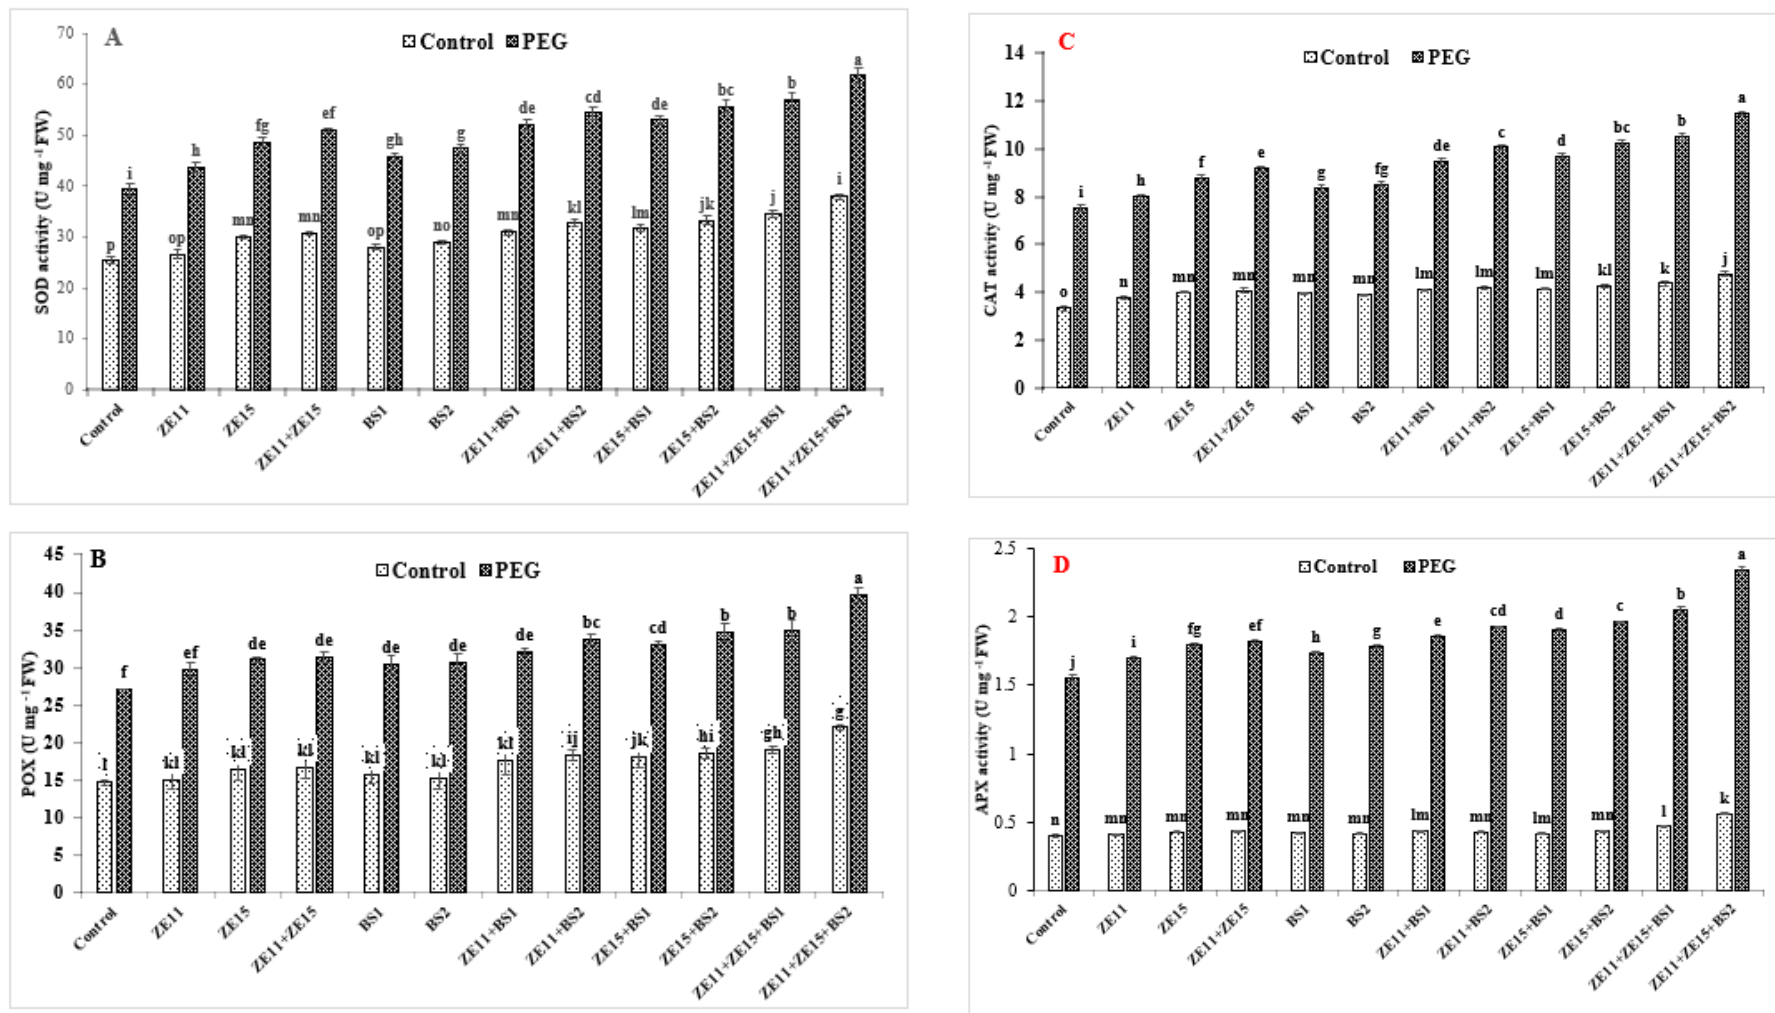 A
Control PEG
SOD activity (U mg -1 FW)
70
60
50
40
30
20
10
0
p i op h mn fg mn ef op gh no g mn de kl cd lm de jk bc j b i a
Control ZE11 ZE15 ZE11+ZE15 BS1 BS2 ZE11+BS1 ZE11+BS2 ZE15+BS1 ZE15+BS2 ZE11+ZE15+BS1 ZE11+ZE15+BS2
C
Control PEG
CAT activity (U mg -1 FW)
14
12
10
8
6
4
2
0
o i n h mn f mn e mn g mn fg lm de lm c lm d kl bc k b j a
Control ZE11 ZE15 ZE11+ZE15 BS1 BS2 ZE11+BS1 ZE11+BS2 ZE15+BS1 ZE15+BS2 ZE11+ZE15+BS1 ZE11+ZE15+BS2
B
Control PEG
POX (U mg -1 FW)
45
40
35
30
25
20
15
10
5
0
l f kl ef kl de kl de kl de kl de kl de ij bc jk cd hi b gh b a
Control ZE11 ZE15 ZE11+ZE15 BS1 BS2 ZE11+BS1 ZE11+BS2 ZE15+BS1 ZE15+BS2 ZE11+ZE15+BS1 ZE11+ZE15+BS2
D
Control PEG
APX activity (U mg -1 FW)
2.5
2
1.5
1
0.5
0
n j mn i mn fg mn ef mn h mn g lm e mn cd lm d mn c l b k a
Control ZE11 ZE15 ZE11+ZE15 BS1 BS2 ZE11+BS1 ZE11+BS2 ZE15+BS1 ZE15+BS2 ZE11+ZE15+BS1 ZE11+ZE15+BS2